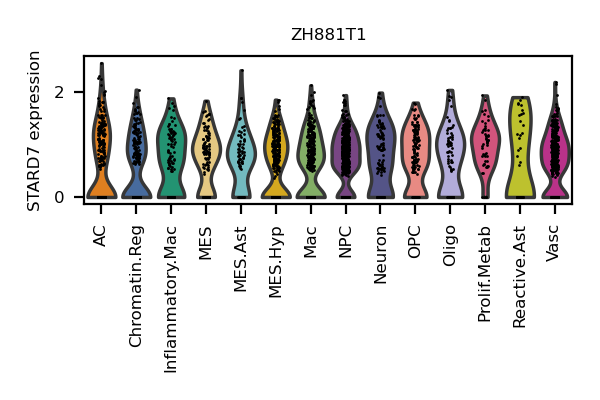 ZH881T1
STARD7 expression
2
0
AC
Chromatin.Reg
Inflammatory.Mac
MES
MES.Ast
MES.Hyp
Mac
NPC
Neuron
OPC
Oligo
Prolif.Metab
Reactive.Ast
Vasc